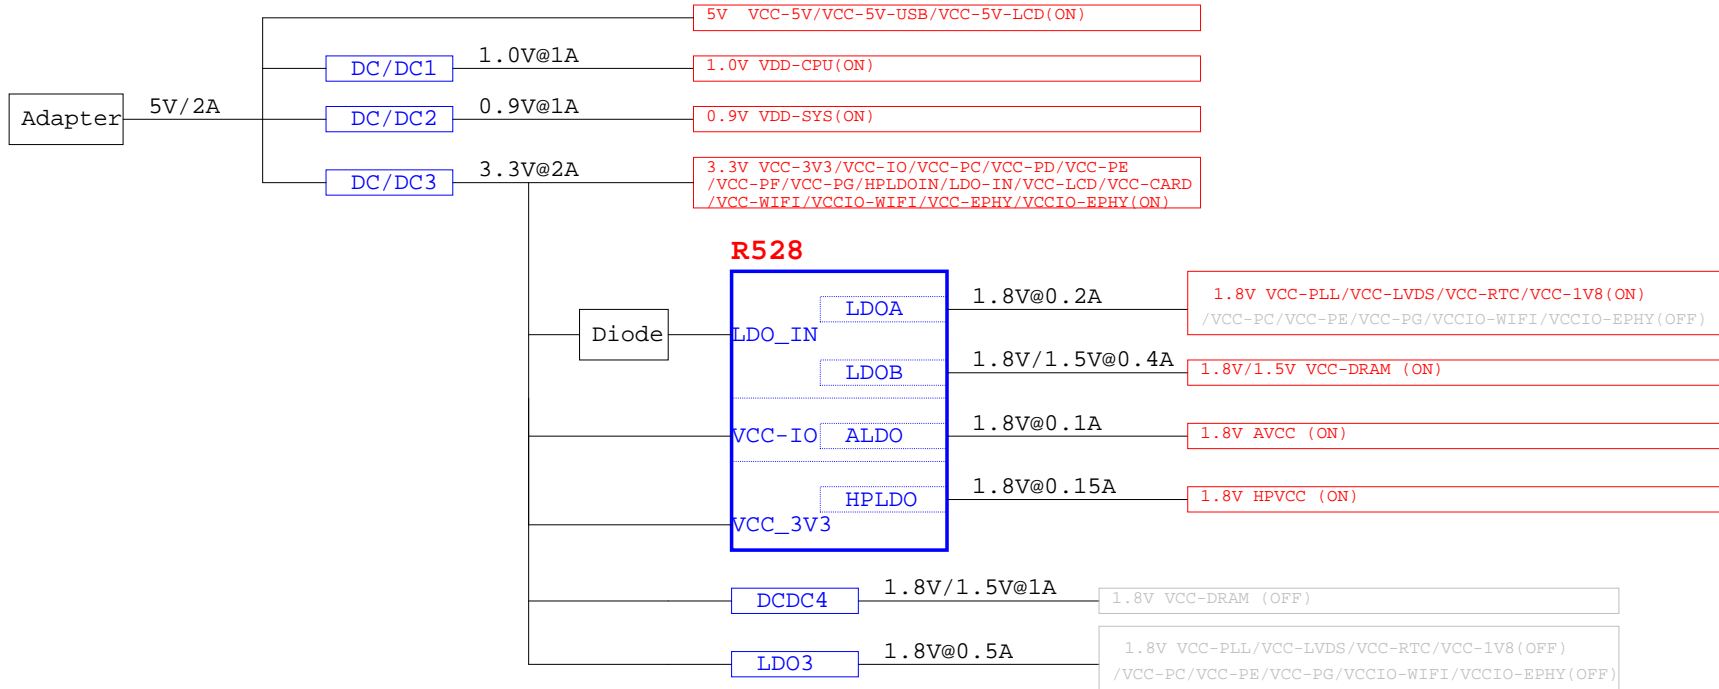 5V VCC-5V/VCC-5V-USB/VCC-5V-LCD(ON)
DC/DC1
1.0V@1A
1.0V VDD-CPU(ON)
Adapter
5V/2A
DC/DC2
0.9V@1A
0.9V VDD-SYS(ON)
DC/DC3
3.3V@2A
3.3V VCC-3V3/VCC-IO/VCC-PC/VCC-PD/VCC-PE
/VCC-PF/VCC-PG/HPLDOIN/LDO-IN/VCC-LCD/VCC-CARD
/VCC-WIFI/VCCIO-WIFI/VCC-EPHY/VCCIO-EPHY(ON)
R528
LDOA
1.8V@0.2A
1.8V VCC-PLL/VCC-LVDS/VCC-RTC/VCC-1V8(ON)
/VCC-PC/VCC-PE/VCC-PG/VCCIO-WIFI/VCCIO-EPHY(OFF)
Diode
LDO_IN
LDOB
1.8V/1.5V@0.4A
1.8V/1.5V VCC-DRAM (ON)
VCC-IO
ALDO
1.8V@0.1A
1.8V AVCC (ON)
HPLDO
1.8V@0.15A
1.8V HPVCC (ON)
VCC_3V3
DCDC4
1.8V/1.5V@1A
1.8V VCC-DRAM (OFF)
LDO3
1.8V@0.5A
1.8V VCC-PLL/VCC-LVDS/VCC-RTC/VCC-1V8(OFF)
/VCC-PC/VCC-PE/VCC-PG/VCCIO-WIFI/VCCIO-EPHY(OFF)